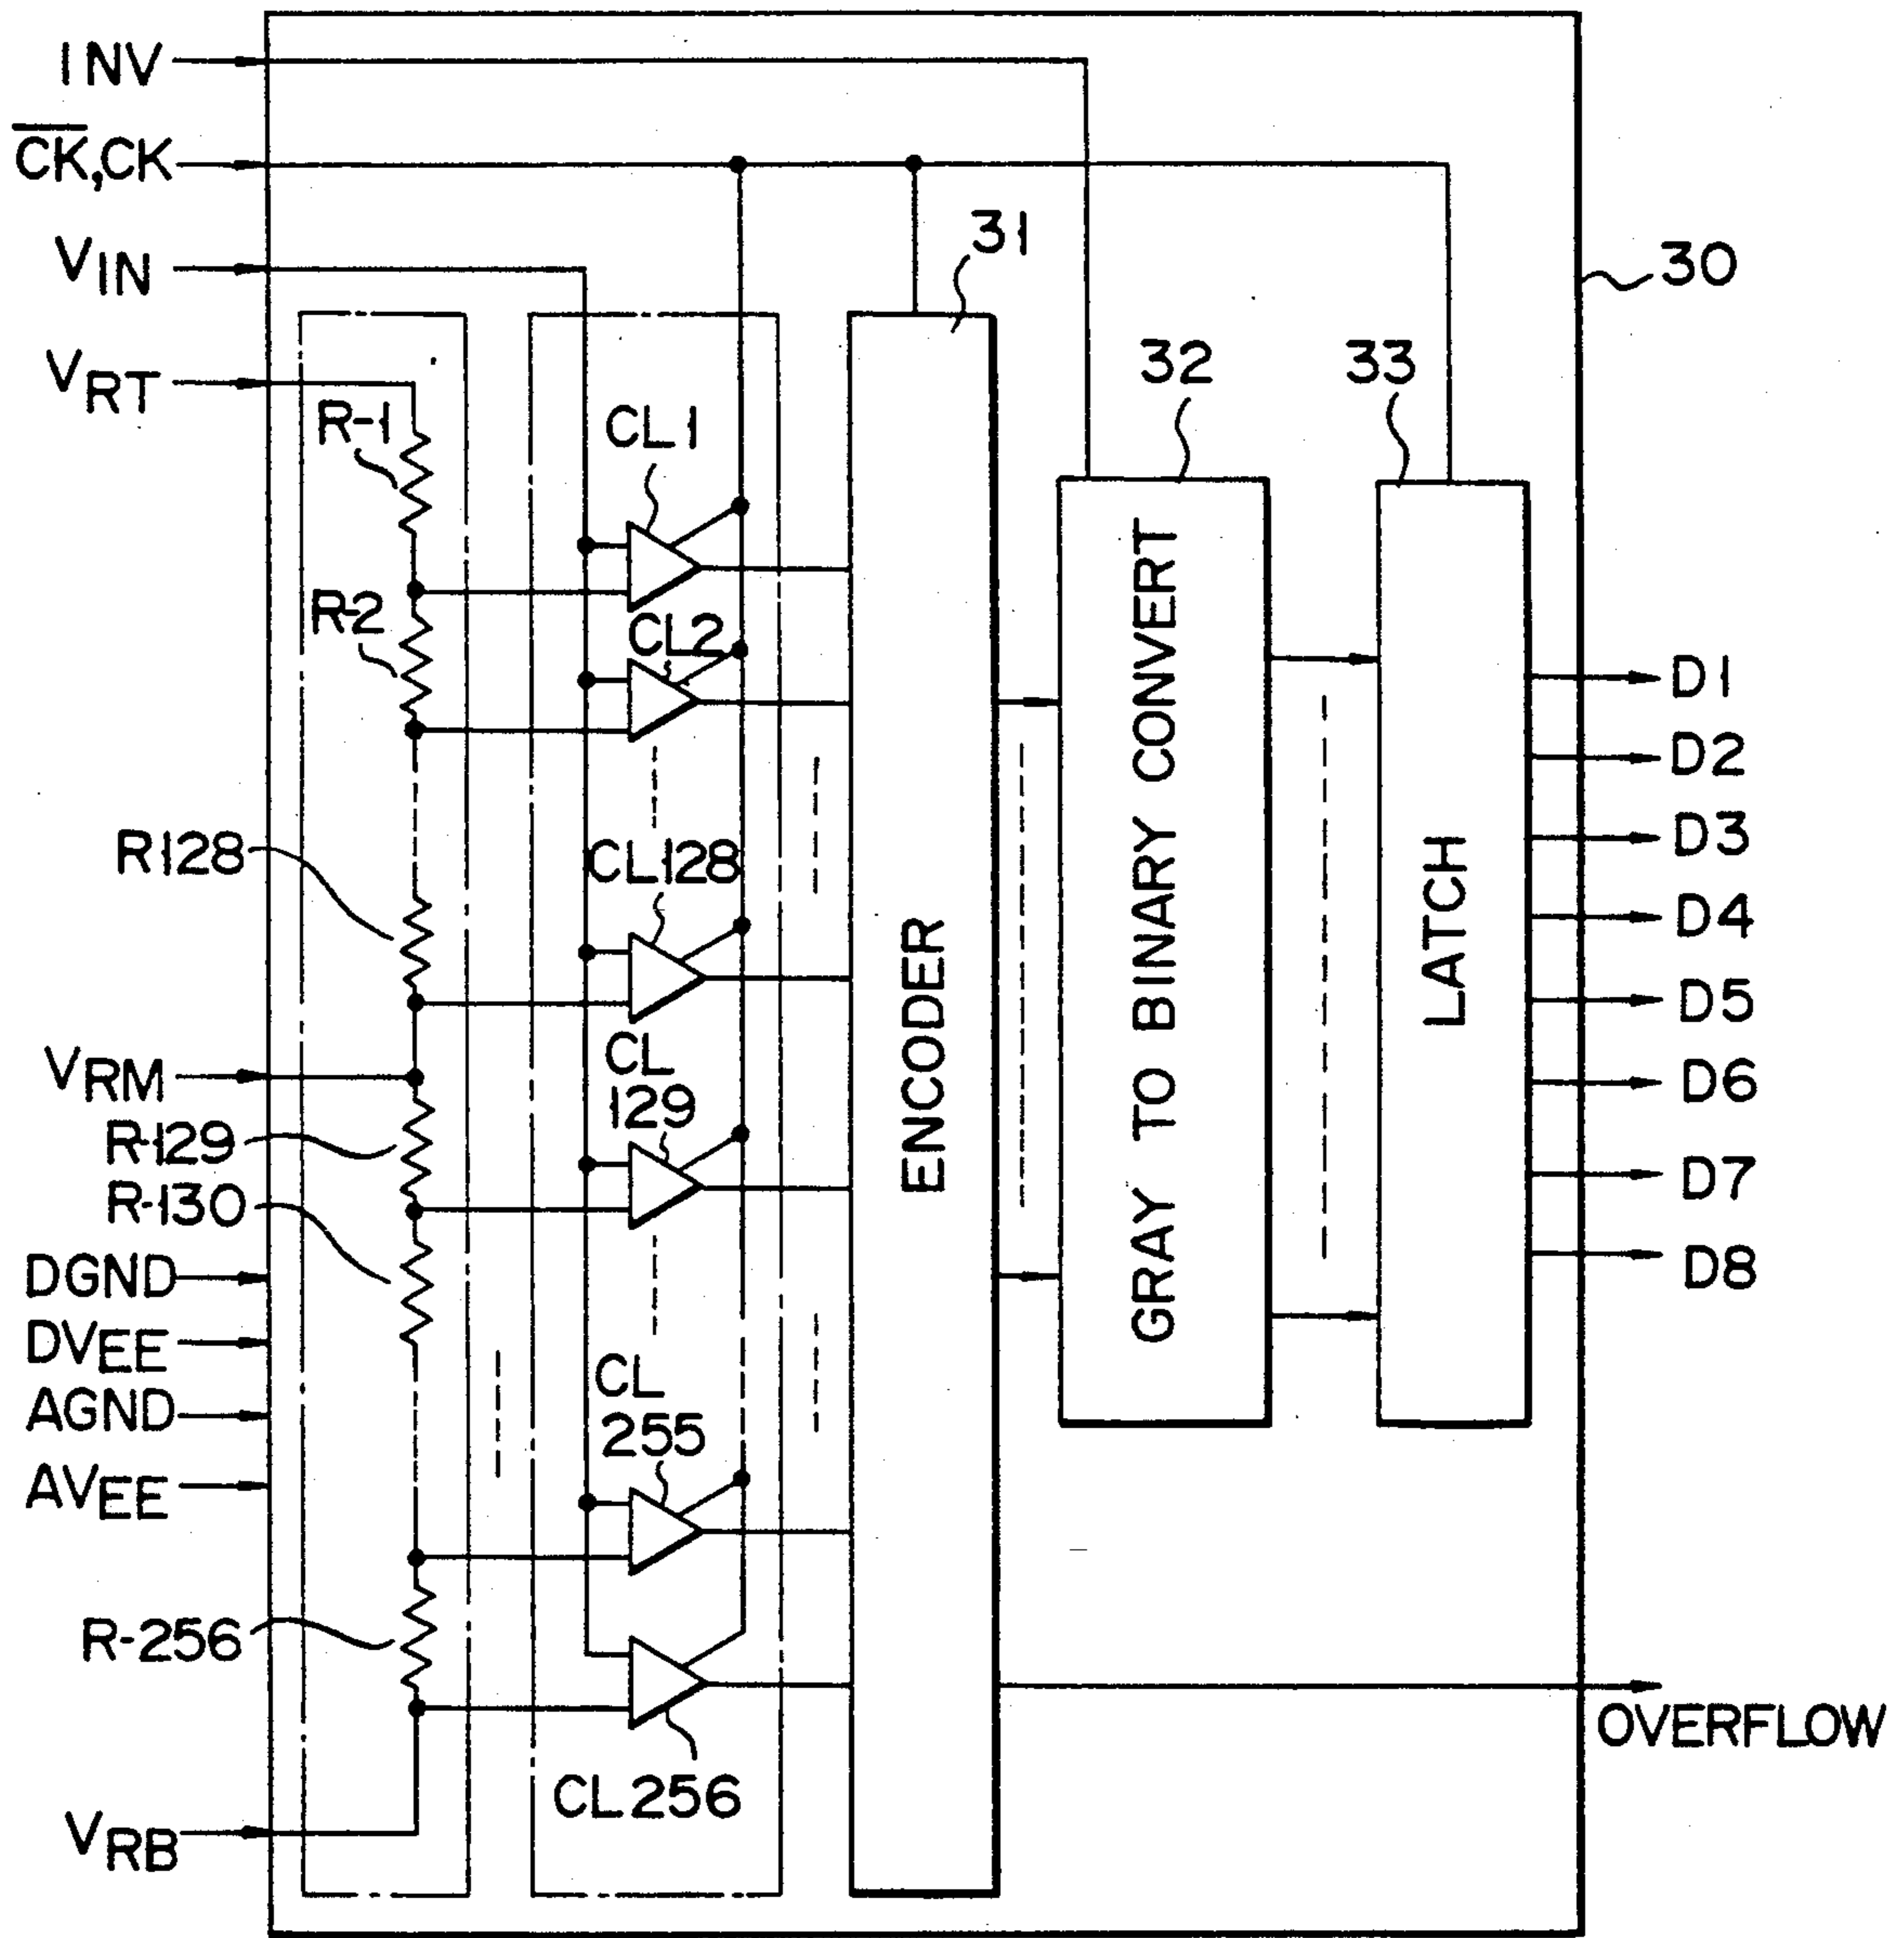 INV
C̅K̅,CK
VIN
VRT
R-1
R-2
R128
VRM
R-129
R-130
DGND
DVEE
AGND
AVEE
R-256
VRB
CL1
CL2
CL128
CL
129
CL
255
CL256
31
ENCODER
32
GRAY TO BINARY CONVERT
33
LATCH
30
D1
D2
D3
D4
D5
D6
D7
D8
OVERFLOW